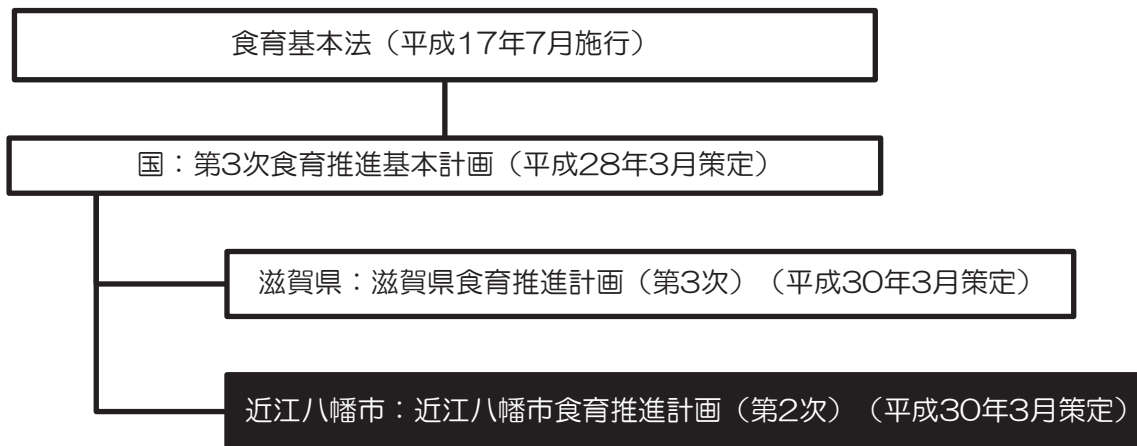 食育基本法（平成17年7月施行）
国：第3次食育推進基本計画（平成28年3月策定）
滋賀県：滋賀県食育推進計画（第3次）（平成30年3月策定）
近江八幡市：近江八幡市食育推進計画（第2次）（平成30年3月策定）